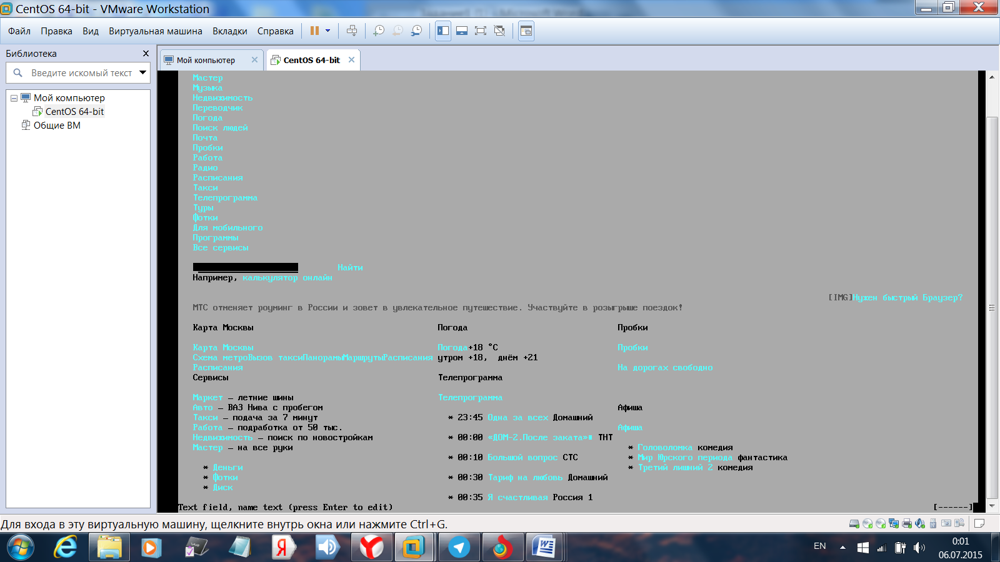 CentOS 64-bit - VMware Workstation
Файл Правка Вид Виртуальная машина Вкладки Справка
Библиотека
Введите искомый текст
Мой компьютер
CentOS 64-bit
Общие ВМ
Мой компьютер CentOS 64-bit
Мастер
Музыка
Недвижимость
Переводчик
Погода
Поиск людей
Почта
Пробки
Работа
Радио
Расписания
Такси
Телепрограмма
Туры
Фотки
Для мобильного
Программы
Все сервисы
Найти
Например, калькулятор онлайн
[IMG]Нужен быстрый Браузер?
МТС отменяет роуминг в России и зовет в увлекательное путешествие. Участвуйте в розыгрыше поездок!
Карта Москвы Погода Пробки
Карта Москвы Погода+18 °C Пробки
Схема метроВызов таксиПанорамыМаршрутыРасписания утром +18, днём +21
Расписания На дорогах свободно
Сервисы Телепрограмма
Маркет – летние шины Телепрограмма
Авто – ВАЗ Нива с пробегом Афиша
Такси – подача за 7 минут * 23:45 Одна за всех Домашний
Работа – подработка от 50 тыс. Афиша
Недвижимость – поиск по новостройкам * 00:00 «ДОМ-2.После заката» ТНТ
Мастер – на все руки * Головоломка комедия
* 00:10 Большой вопрос СТС * Мир Юрского периода фантастика
* Деньги * Третий лишний 2 комедия
* Фотки * 00:30 Тариф на любовь Домашний
* Диск
* 00:35 Я счастливая Россия 1
Text field, name text (press Enter to edit) [------]
Для входа в эту виртуальную машину, щелкните внутрь окна или нажмите Ctrl+G.
EN 0:01
06.07.2015